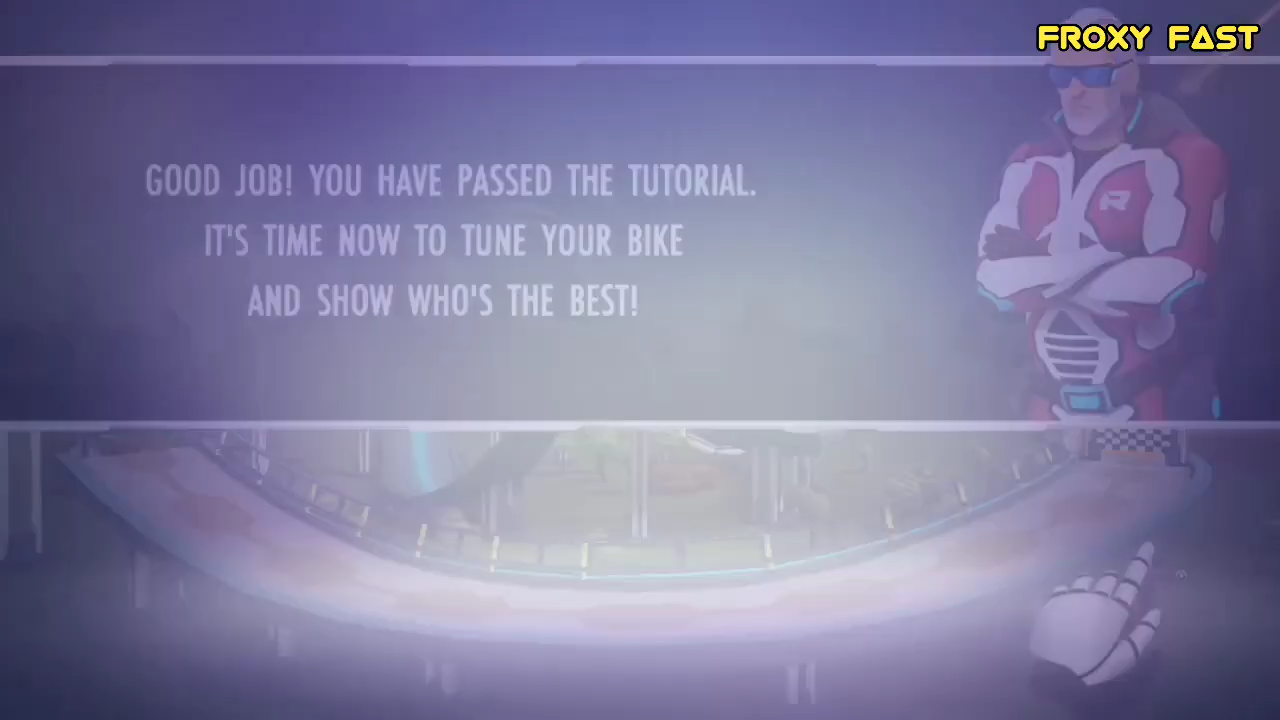 FROXY FAST
GOOD JOB! YOU HAVE PASSED THE TUTORIAL.
IT'S TIME NOW TO TUNE YOUR BIKE
AND SHOW WHO'S THE BEST!
R